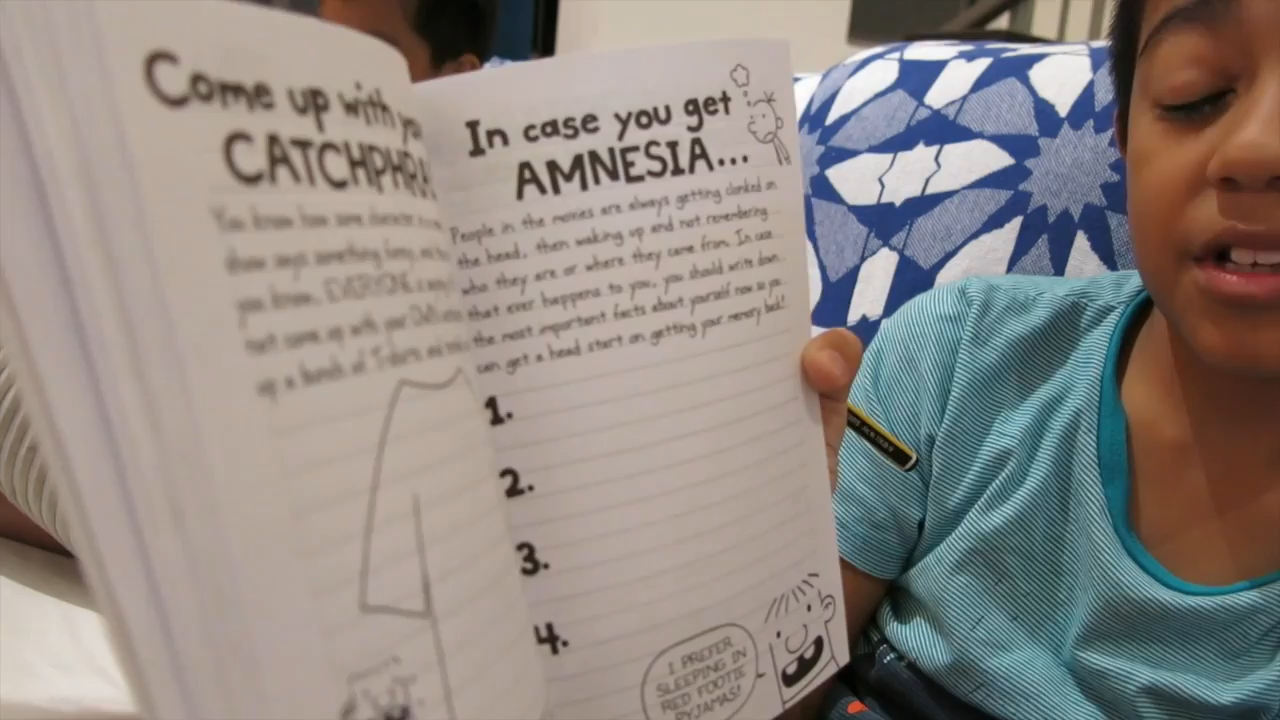 Come up with yo
CATCHPHRA
You know how some character
show says something funny, and
you know, EVERYONE is
not come up with your
up a bunch of T-shirts and
In case you get
AMNESIA...
People in the movies are always getting clonked on
the head, then waking up and not remembering
who they are or where they came from. In case
that ever happens to you, you should write down
the most important facts about yourself now so you
can get a head start on getting your memory back!
1.
2.
3.
4.
I PREFER
SLEEPING IN
RED FOOTIE
PYJAMAS!